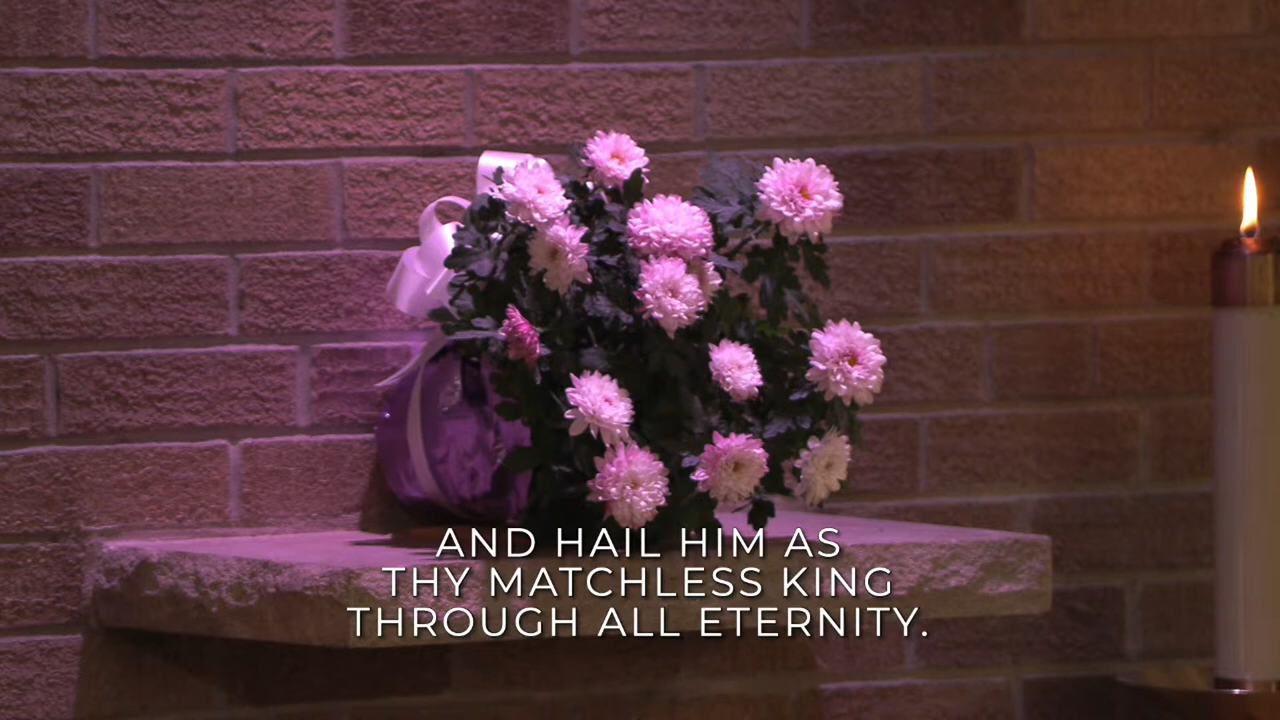 AND HAIL HIM AS
THY MATCHLESS KING
THROUGH ALL ETERNITY.